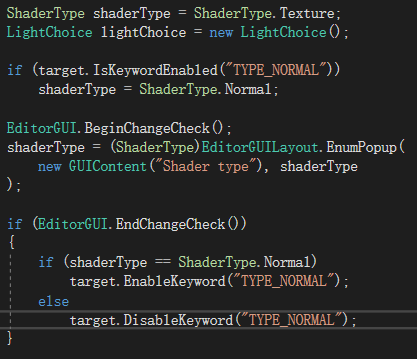 ShaderType shaderType = ShaderType.Texture;
LightChoice lightChoice = new LightChoice();
if (target.IsKeywordEnabled("TYPE_NORMAL"))
shaderType = ShaderType.Normal;
EditorGUI.BeginChangeCheck();
shaderType = (ShaderType)EditorGUILayout.EnumPopup(
new GUIContent("Shader type"), shaderType
);
if (EditorGUI.EndChangeCheck())
{
if (shaderType == ShaderType.Normal)
target.EnableKeyword("TYPE_NORMAL");
else
target.DisableKeyword("TYPE_NORMAL");
}